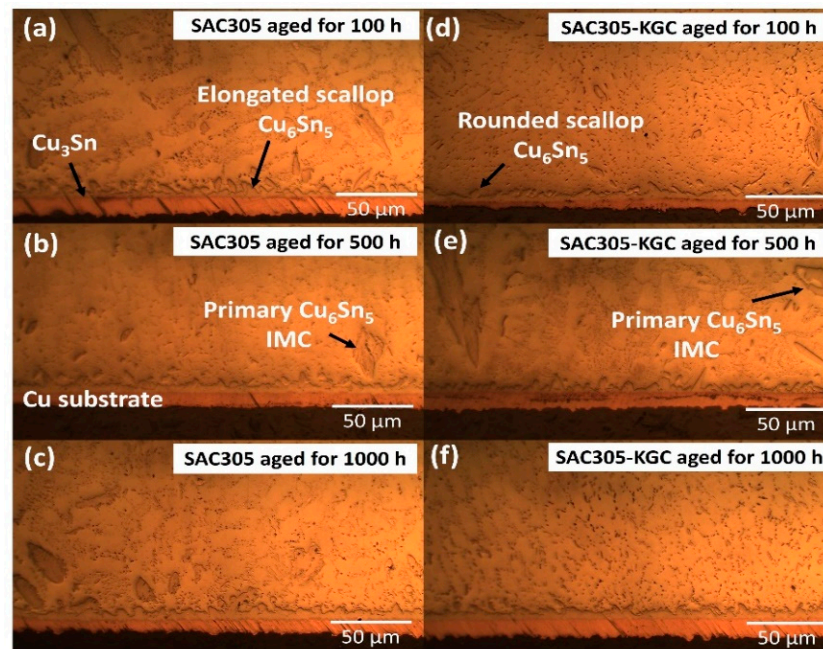 (a)
SAC305 aged for 100 h
Elongated scallop
Cu₆Sn₅
Cu₃Sn
50 µm
(d)
SAC305-KGC aged for 100 h
Rounded scallop
Cu₆Sn₅
50 µm
(b)
SAC305 aged for 500 h
Primary Cu₆Sn₅
IMC
Cu substrate
50 µm
(e)
SAC305-KGC aged for 500 h
Primary Cu₆Sn₅
IMC
50 µm
(c)
SAC305 aged for 1000 h
50 µm
(f)
SAC305-KGC aged for 1000 h
50 µm